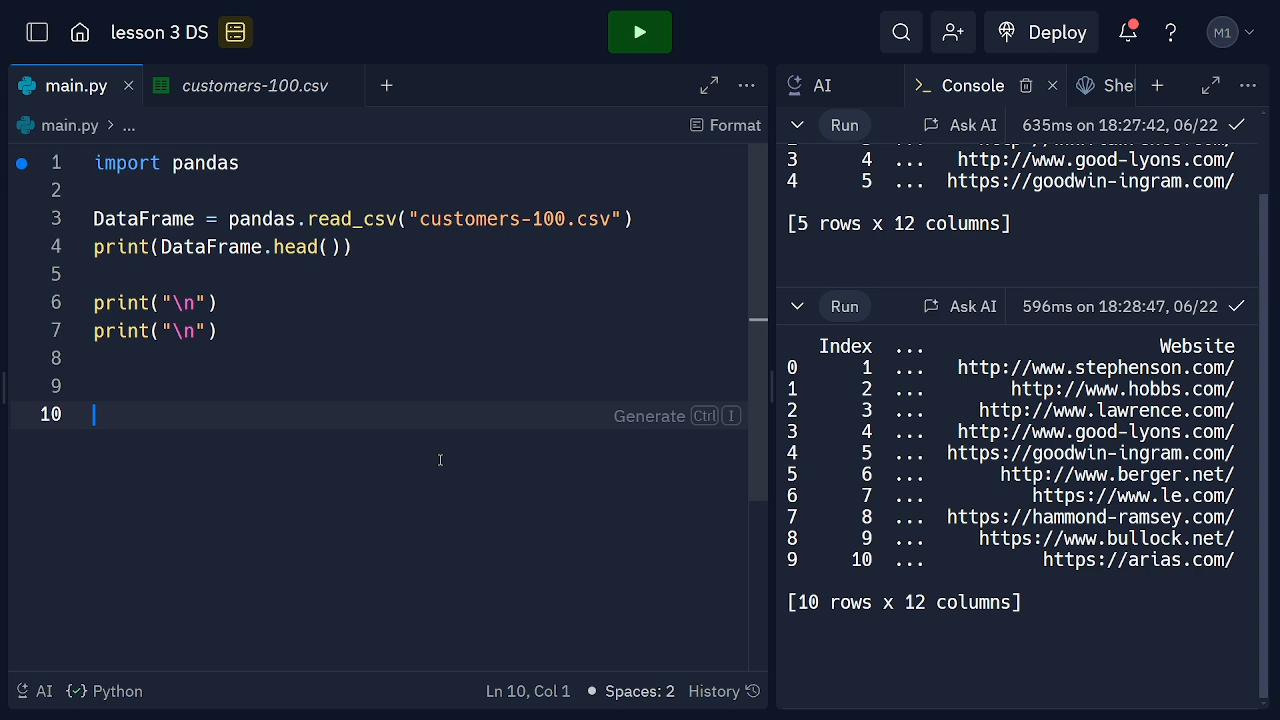 lesson 3 DS
Deploy
?
M1
main.py
customers-100.csv
main.py > ...
Format
1 import pandas
2
3 DataFrame = pandas.read_csv("customers-100.csv")
4 print(DataFrame.head())
5
6 print("\n")
7 print("\n")
8
9
10
Generate Ctrl I
AI Python
Ln 10, Col 1 Spaces: 2 History
AI
Console
Shel
Run Ask AI 635ms on 18:27:42, 06/22
3 4 ... http://www.good-lyons.com/
4 5 ... https://goodwin-ingram.com/
[5 rows x 12 columns]
Run Ask AI 596ms on 18:28:47, 06/22
Index ... Website
0 1 ... http://www.stephenson.com/
1 2 ... http://www.hobbs.com/
2 3 ... http://www.lawrence.com/
3 4 ... http://www.good-lyons.com/
4 5 ... https://goodwin-ingram.com/
5 6 ... http://www.berger.net/
6 7 ... https://www.le.com/
7 8 ... https://hammond-ramsey.com/
8 9 ... https://www.bullock.net/
9 10 ... https://arias.com/
[10 rows x 12 columns]